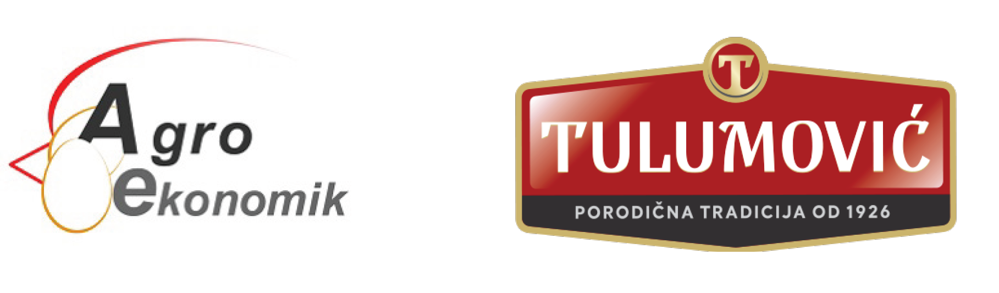 Agro
ekonomik
T
TULUMOVIĆ
PORODIČNA TRADICIJA OD 1926